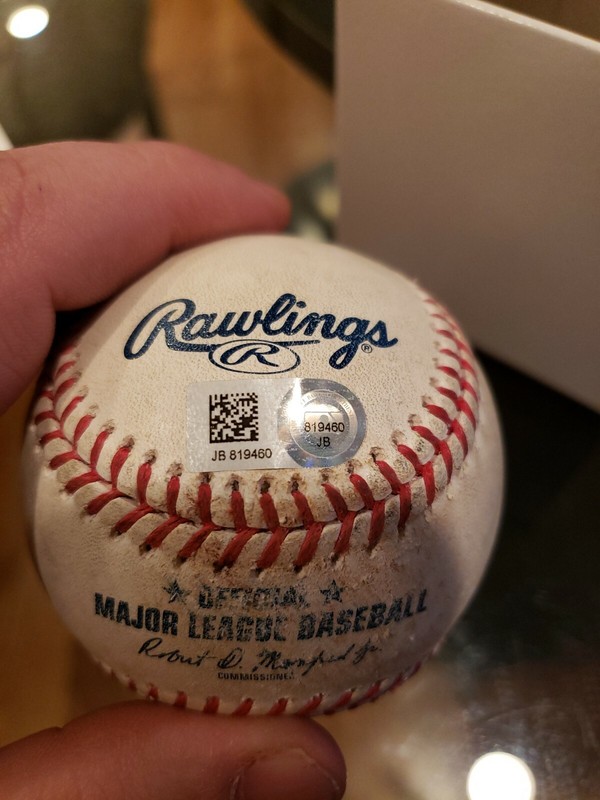 Rawlings®
R
JB 819460
819460
JB
OFFICIAL
MAJOR LEAGUE BASEBALL
Robert D. Manfred Jr.
COMMISSIONER